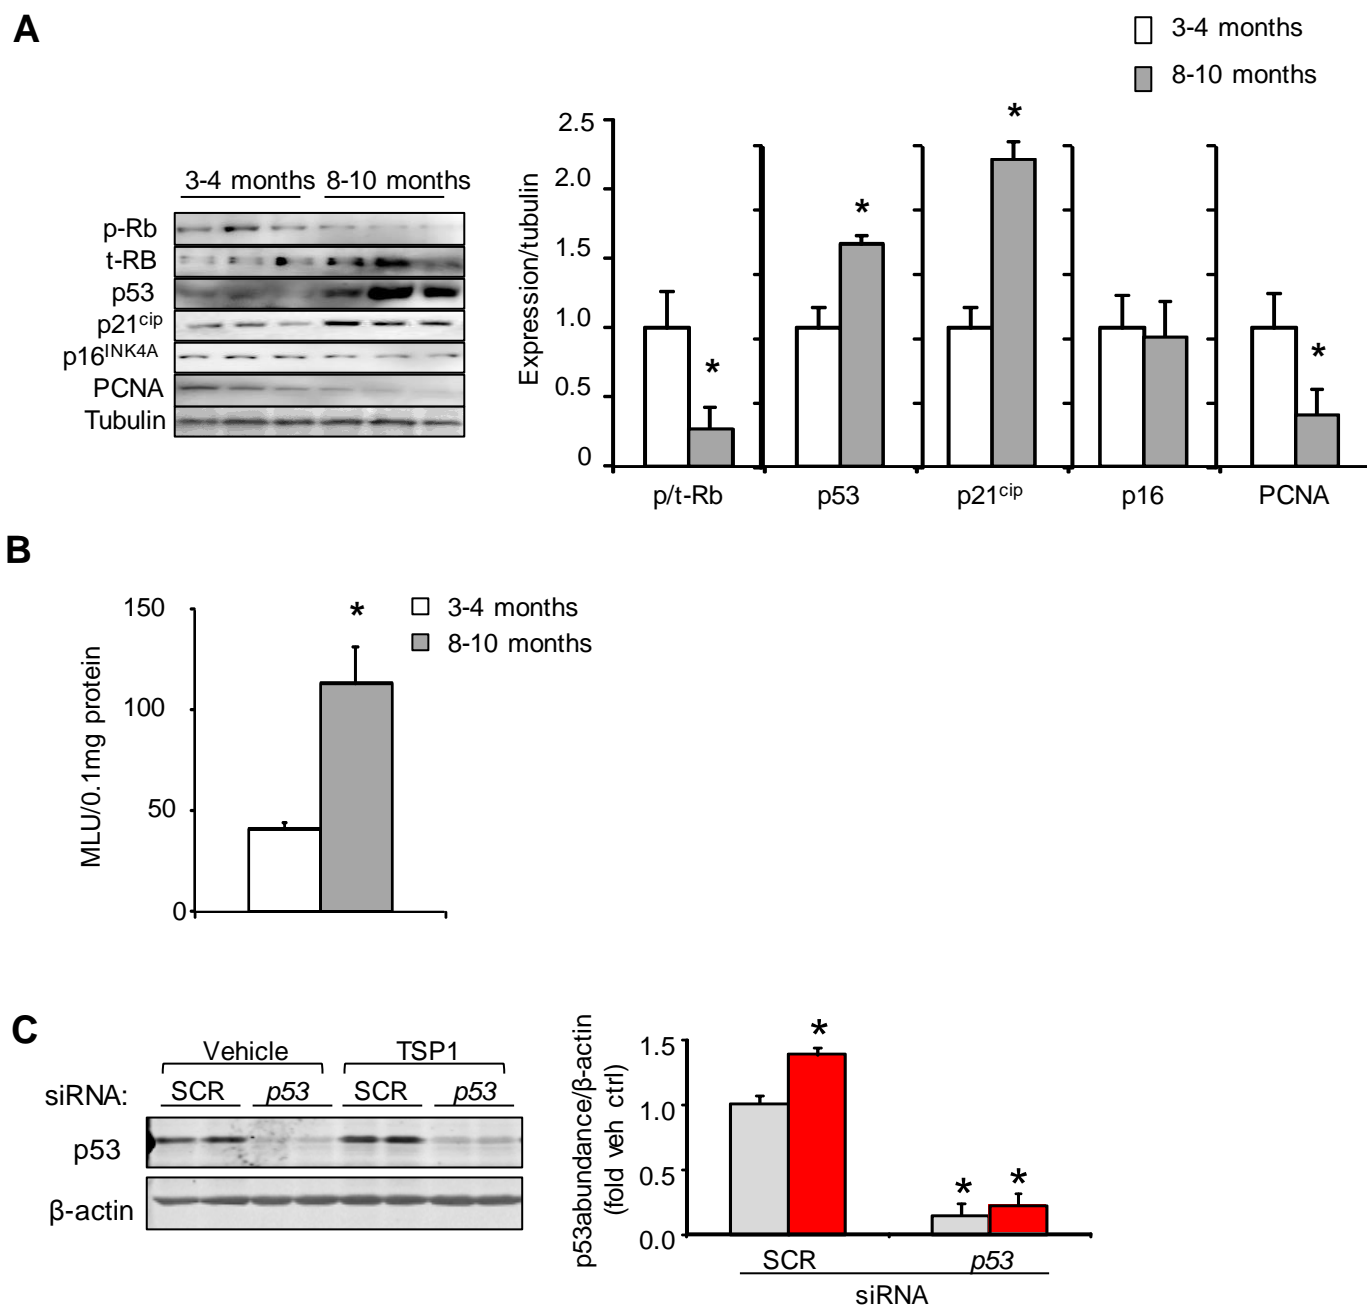 A
3-4 months
8-10 months
3-4 months 8-10 months
p-Rb
t-RB
p53
p21cip
p16INK4A
PCNA
Tubulin
Expression/tubulin
2.5
2.0
1.5
1.0
0.5
0
*
*
*
*
p/t-Rb p53 p21cip p16 PCNA
B
MLU/0.1mg protein
150
100
50
0
*
3-4 months
8-10 months
C
Vehicle TSP1
siRNA: SCR p53 SCR p53
p53
β-actin
p53abundance/β-actin
(fold veh ctrl)
1.5
1.0
0.5
0.0
*
*
*
SCR p53
siRNA